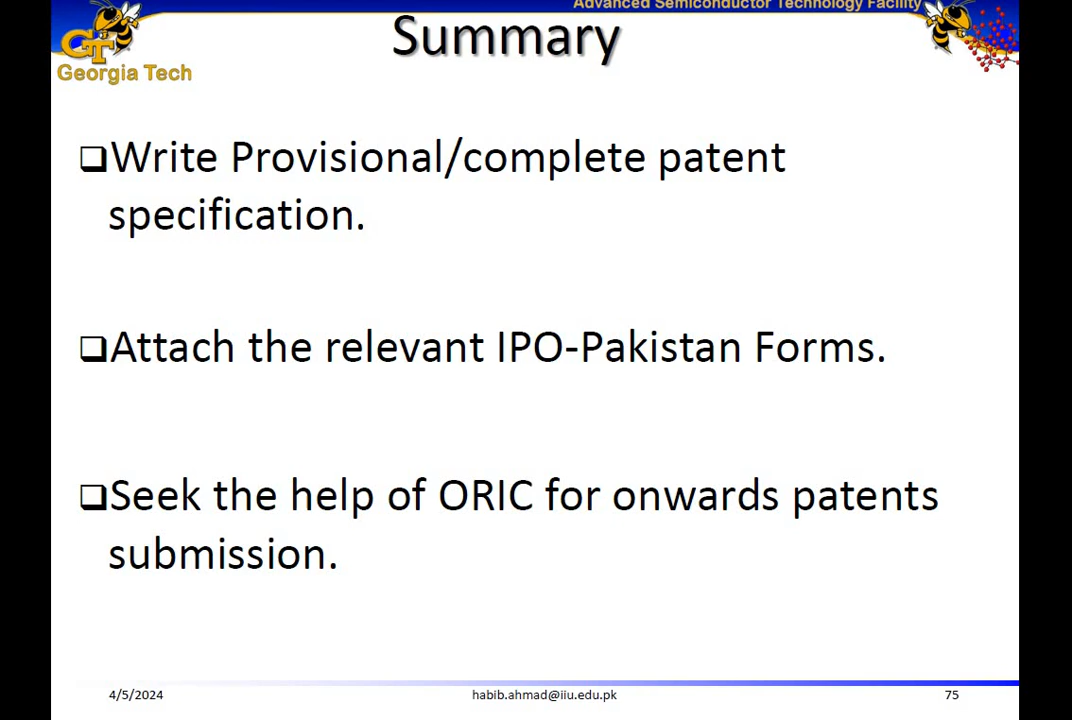 Advanced Semiconductor Technology Facility
Summary
GT
Georgia Tech
❑Write Provisional/complete patent
specification.
❑Attach the relevant IPO-Pakistan Forms.
❑Seek the help of ORIC for onwards patents
submission.
4/5/2024
habib.ahmad@iiu.edu.pk
75